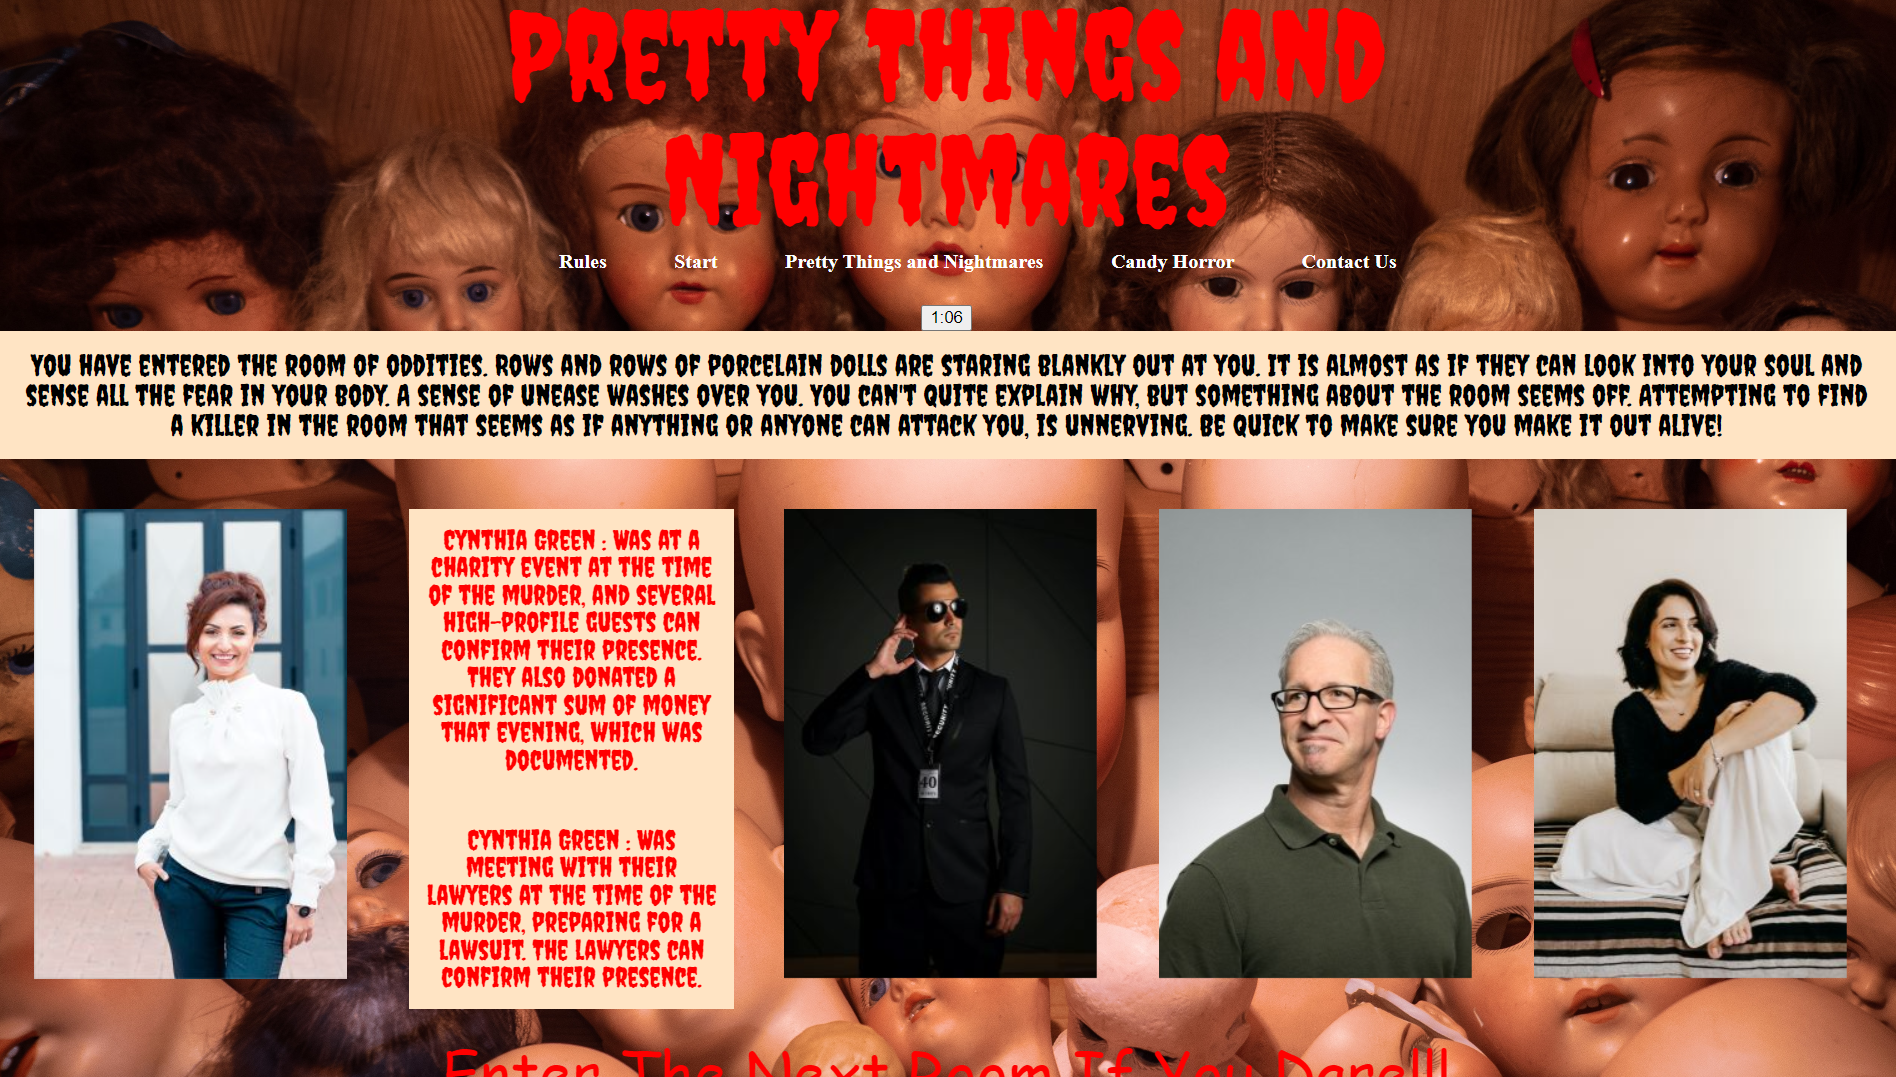 PRETTY THINGS AND
NIGHTMARES
Rules Start Pretty Things and Nightmares Candy Horror Contact Us
1:06
YOU HAVE ENTERED THE ROOM OF ODDITIES. ROWS AND ROWS OF PORCELAIN DOLLS ARE STARING BLANKLY OUT AT YOU. IT IS ALMOST AS IF THEY CAN LOOK INTO YOUR SOUL AND
SENSE ALL THE FEAR IN YOUR BODY. A SENSE OF UNEASE WASHES OVER YOU. YOU CAN'T QUITE EXPLAIN WHY, BUT SOMETHING ABOUT THE ROOM SEEMS OFF. ATTEMPTING TO FIND
A KILLER IN THE ROOM THAT SEEMS AS IF ANYTHING OR ANYONE CAN ATTACK YOU, IS UNNERVING. BE QUICK TO MAKE SURE YOU MAKE IT OUT ALIVE!
CYNTHIA GREEN : WAS AT A
CHARITY EVENT AT THE TIME
OF THE MURDER, AND SEVERAL
HIGH-PROFILE GUESTS CAN
CONFIRM THEIR PRESENCE.
THEY ALSO DONATED A
SIGNIFICANT SUM OF MONEY
THAT EVENING, WHICH WAS
DOCUMENTED.
CYNTHIA GREEN : WAS
MEETING WITH THEIR
LAWYERS AT THE TIME OF THE
MURDER, PREPARING FOR A
LAWSUIT. THE LAWYERS CAN
CONFIRM THEIR PRESENCE.
SECURITY
SECURITY
40
Enter The Next Room If You Dare!!!